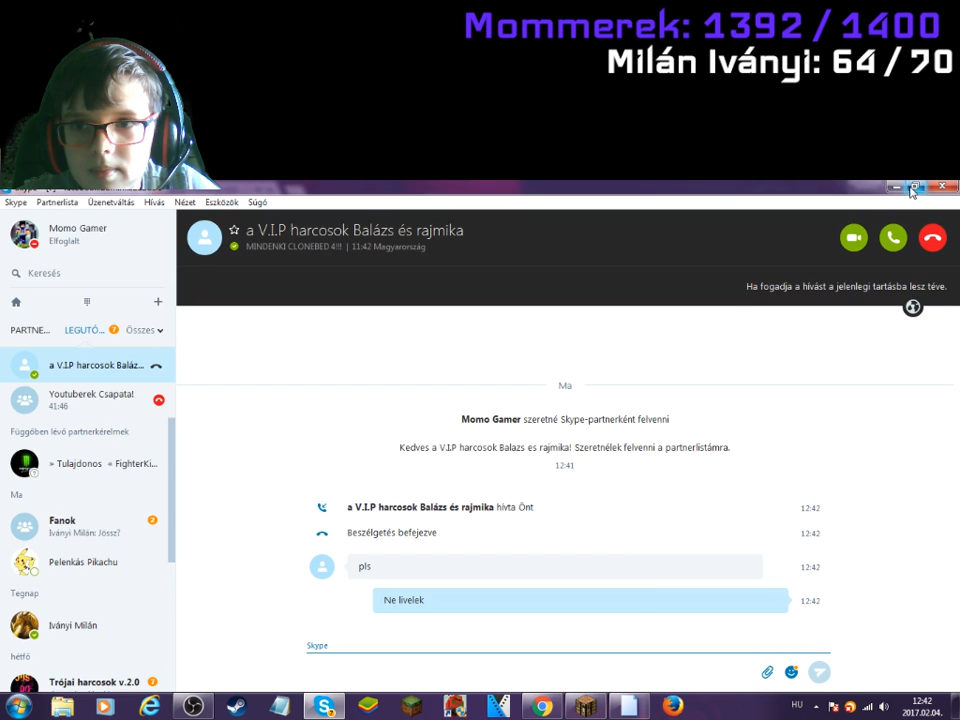 Mommerek: 1392 / 1400
Milán Iványi: 64 / 70
Skype Partnerlista Üzenetváltás Hívás Nézet Eszközök Súgó
Momo Gamer
Elfoglalt
Keresés
PARTNE... LEGUTÓ... 7 Összes
a V.I.P harcosok Baláz...
Youtuberek Csapata!
41:46
Függőben lévő partnerkérelmek
» Tulajdonos « FighterKi...
Ma
Fanok 2
Iványi Milán: Jössz?
Pelenkás Pikachu
Tegnap
Iványi Milán
hétfő
Trójai harcosok v.2.0 7
a V.I.P harcosok Balázs és rajmika
MINDENKI CLONEBED 4!!! | 11:42 Magyarország
Ha fogadja a hívást a jelenlegi tartásba lesz téve.
Ma
Momo Gamer szeretné Skype-partnerként felvenni
Kedves a V.I.P harcosok Balazs es rajmika! Szeretnélek felvenni a partnerlistámra.
12:41
a V.I.P harcosok Balázs és rajmika hívta Önt 12:42
Beszélgetés befejezve 12:42
pls 12:42
Ne livelek 12:42
Skype
HU 12:42
2017.02.04.